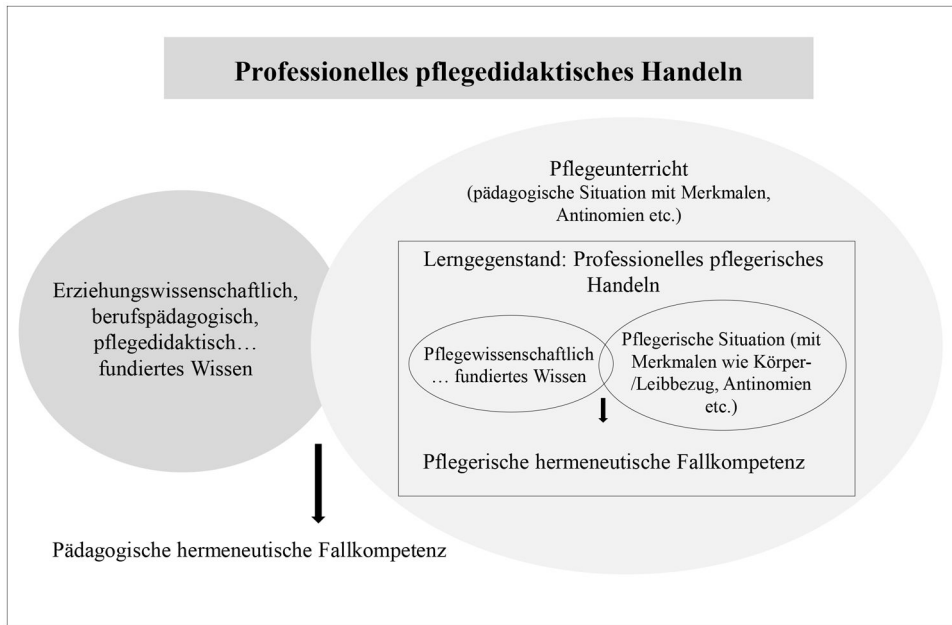 Professionelles pflegedidaktisches Handeln
Pflegeunterricht
(pädagogische Situation mit Merkmalen,
Antinomien etc.)
Erziehungswissenschaftlich,
berufspädagogisch,
pflegedidaktisch…
fundiertes Wissen
Lerngegenstand: Professionelles pflegerisches
Handeln
Pflegewissenschaftlich
… fundiertes Wissen
Pflegerische Situation (mit
Merkmalen wie Körper-
/Leibbezug, Antinomien
etc.)
Pflegerische hermeneutische Fallkompetenz
Pädagogische hermeneutische Fallkompetenz